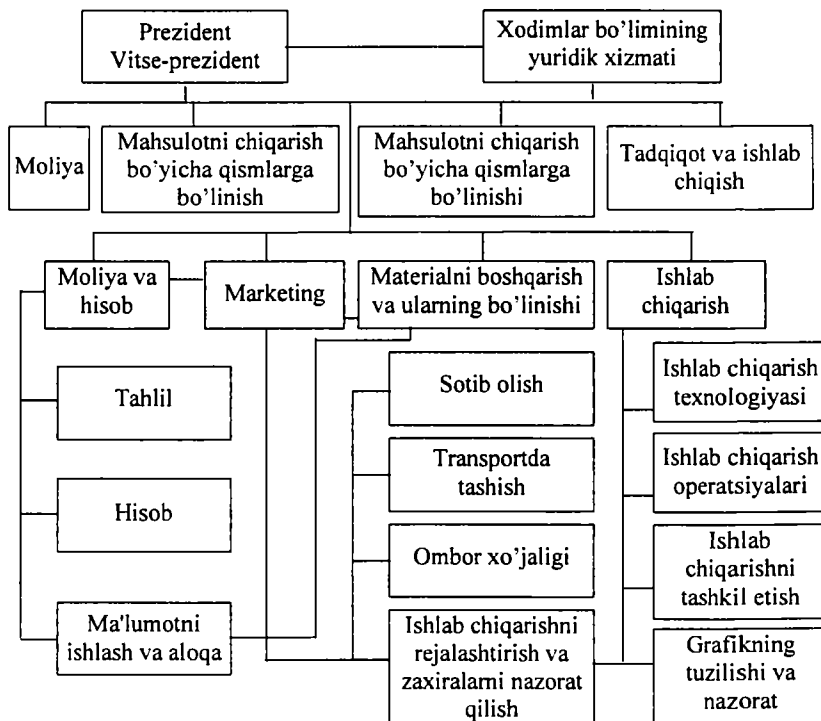 Prezident
Vitse-prezident
Xodimlar bo'limining
yuridik xizmati
Moliya
Mahsulotni chiqarish
bo'yicha qismlarga
bo'linish
Mahsulotni chiqarish
bo'yicha qismlarga
bo'linishi
Tadqiqot va ishlab
chiqish
Moliya va
hisob
Marketing
Materialni boshqarish
va ularning bo'linishi
Ishlab
chiqarish
Tahlil
Hisob
Ma'lumotni
ishlash va aloqa
Sotib olish
Transportda
tashish
Ombor xo'jaligi
Ishlab chiqarishni
rejalashtirish va
zaxiralarni nazorat
qilish
Ishlab chiqarish
texnologiyasi
Ishlab chiqarish
operatsiyalari
Ishlab
chiqarishni
tashkil etish
Grafikning
tuzilishi va
nazorat